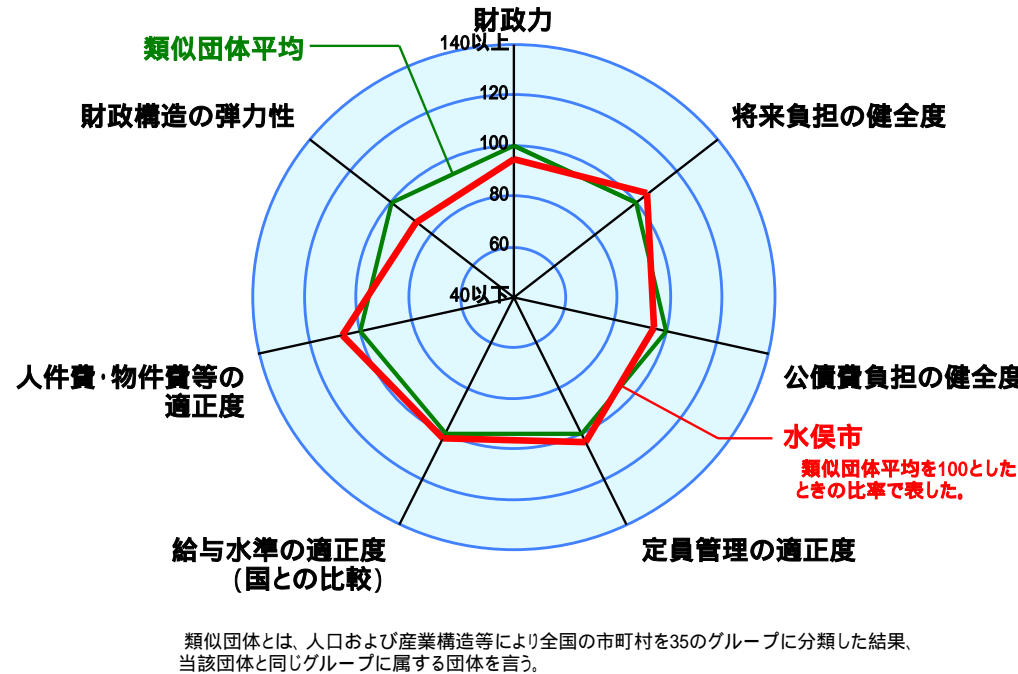 財政力
140以上
類似団体平均
120
財政構造の弾力性
将来負担の健全度
100
80
60
40以下
人件費・物件費等の
適正度
公債費負担の健全度
水俣市
類似団体平均を100とした
ときの比率で表した。
給与水準の適正度
(国との比較)
定員管理の適正度
類似団体とは、人口および産業構造等により全国の市町村を35のグループに分類した結果、
当該団体と同じグループに属する団体を言う。